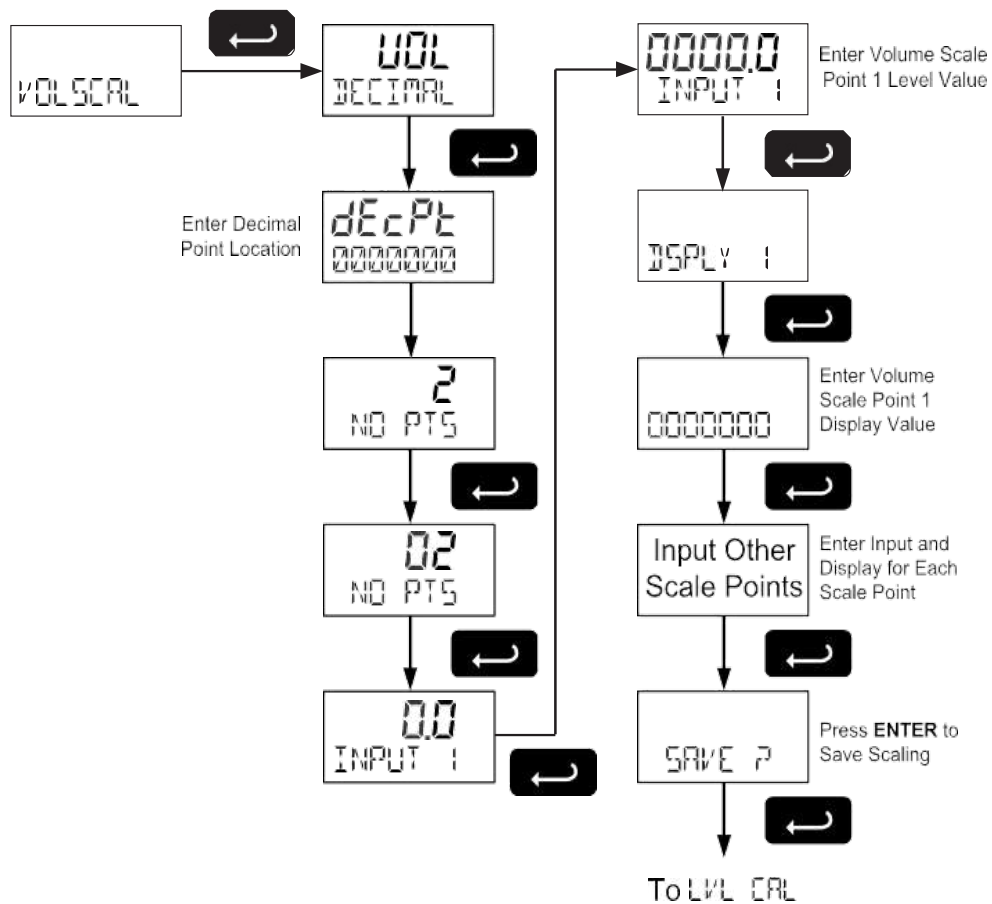 VOLSCAL
VOL
DECIMAL
Enter Decimal
Point Location
dEcPt
0000000
2
NO PTS
02
NO PTS
0.0
INPUT 1
0000.0
INPUT 1
Enter Volume Scale
Point 1 Level Value
DSPLY 1
0000000
Enter Volume
Scale Point 1
Display Value
Input Other
Scale Points
Enter Input and
Display for Each
Scale Point
SAVE ?
Press ENTER to
Save Scaling
To LVL CAL